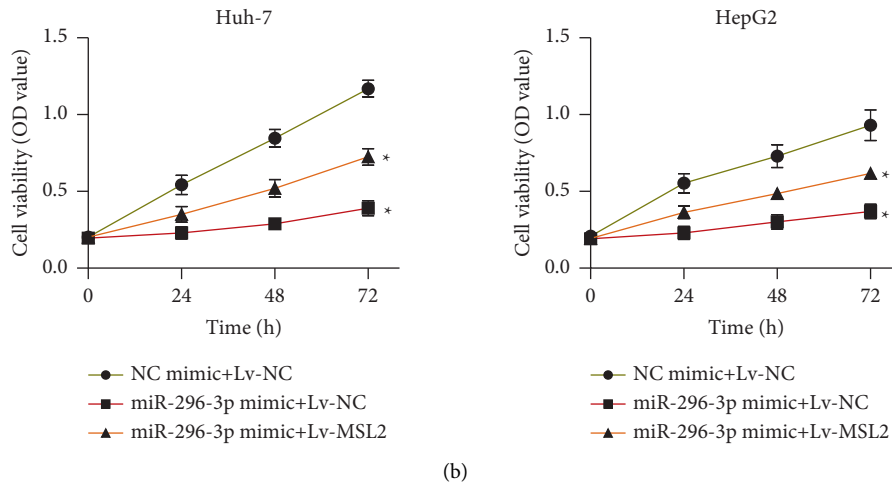 Huh-7
Cell viability (OD value)
1.5
1.0
0.5
0.0
*
*
0 24 48 72
Time (h)
NC mimic+Lv-NC
miR-296-3p mimic+Lv-NC
miR-296-3p mimic+Lv-MSL2
HepG2
Cell viability (OD value)
1.5
1.0
0.5
0.0
*
*
0 24 48 72
Time (h)
NC mimic+Lv-NC
miR-296-3p mimic+Lv-NC
miR-296-3p mimic+Lv-MSL2
(b)